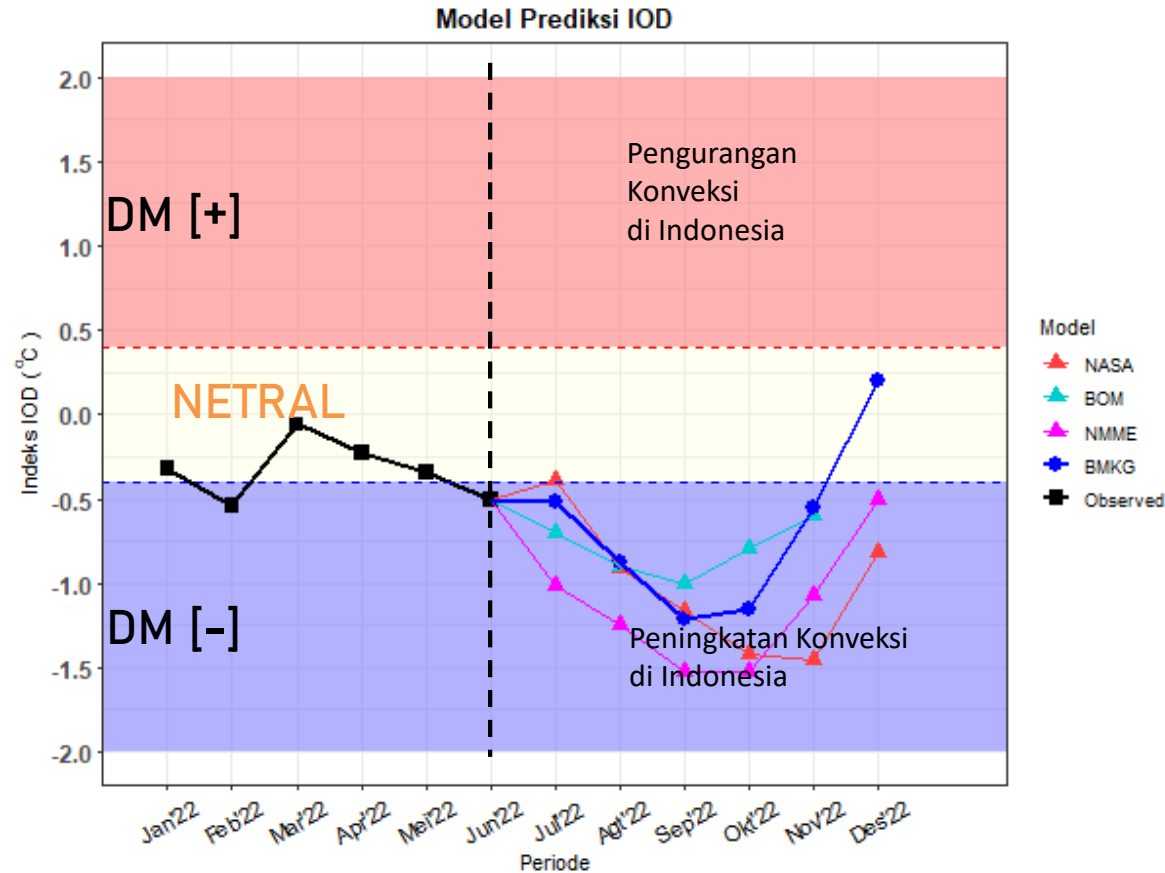 Model Prediksi IOD
2.0
1.5
1.0
0.5
0.0
-0.5
-1.0
-1.5
-2.0
Indeks IOD (°C)
DM [+]
Pengurangan
Konveksi
di Indonesia
NETRAL
DM [-]
Peningkatan Konveksi
di Indonesia
Jan'22
Feb'22
Mar'22
Apr'22
Mei'22
Jun'22
Jul'22
Agt'22
Sep'22
Okt'22
Nov'22
Des'22
Periode
Model
NASA
BOM
NMME
BMKG
Observed